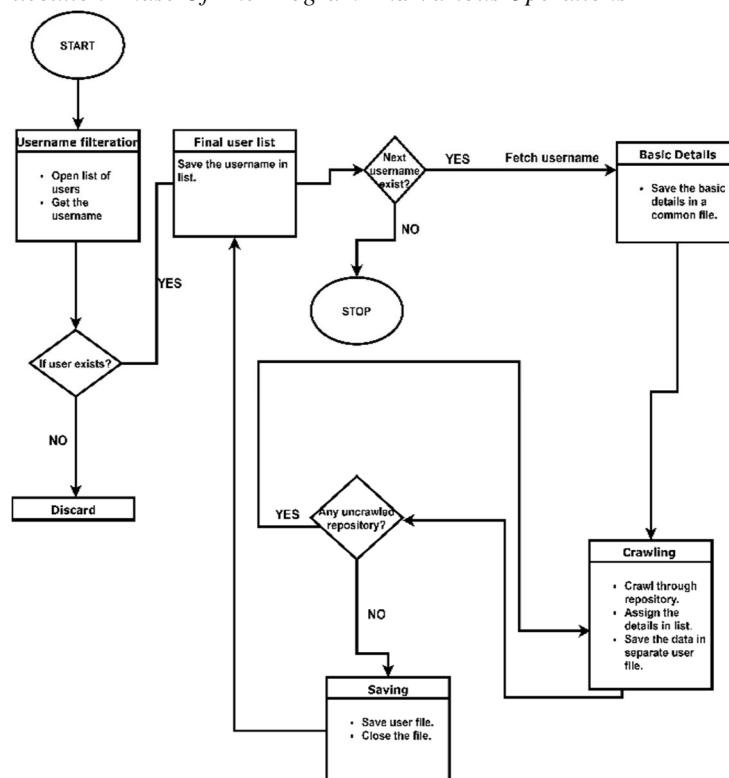 START
Username filteration
• Open list of
users
• Get the
username
Final user list
Save the username in
list.
Next
username
exist?
YES
Fetch username
Basic Details
• Save the basic
details in a
common file.
NO
STOP
YES
If user exists?
NO
Discard
Any uncrawled
repository?
YES
NO
Crawling
• Crawl through
repository.
• Assign the
details in list.
• Save the data in
separate user
file.
Saving
• Save user file.
• Close the file.